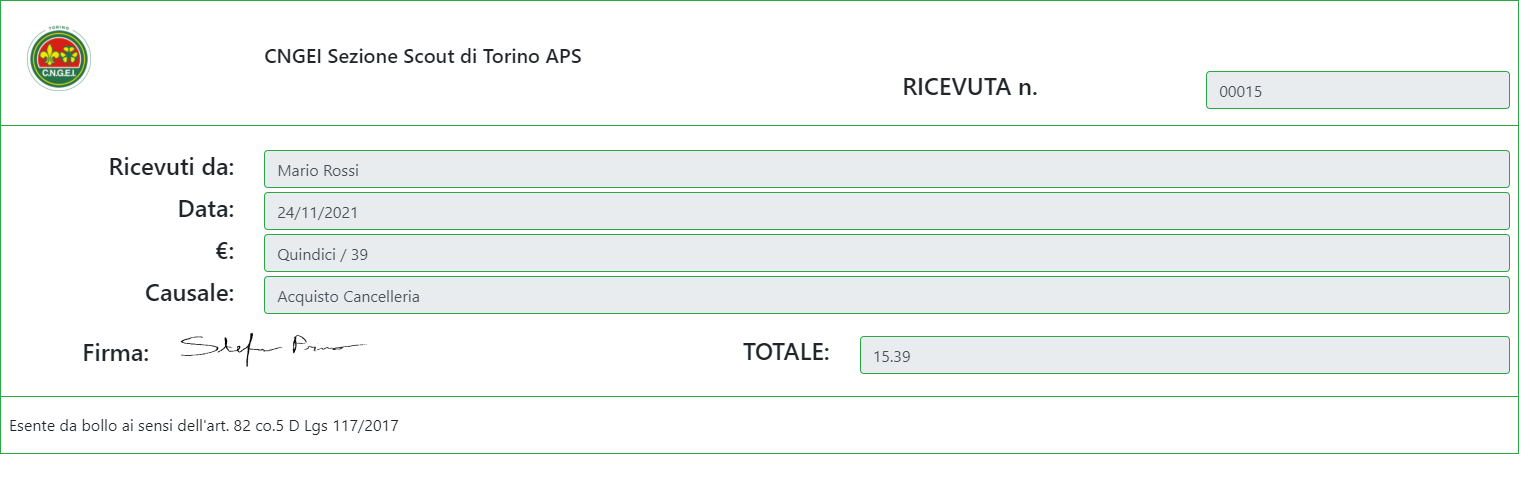 TORINO
C.N.G.E.I.
CNGEI Sezione Scout di Torino APS
RICEVUTA n. 00015
Ricevuti da: Mario Rossi
Data: 24/11/2021
€: Quindici / 39
Causale: Acquisto Cancelleria
Firma: TOTALE: 15.39
Esente da bollo ai sensi dell'art. 82 co.5 D Lgs 117/2017